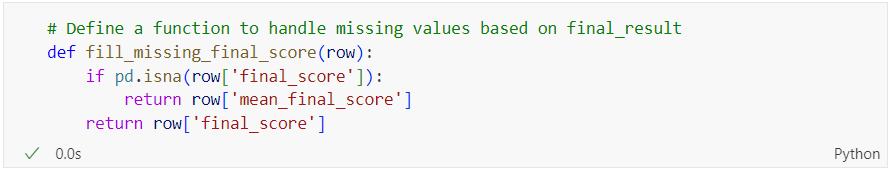 # Define a function to handle missing values based on final_result
def fill_missing_final_score(row):
    if pd.isna(row['final_score']):
        return row['mean_final_score']
    return row['final_score']
✓ 0.0s Python